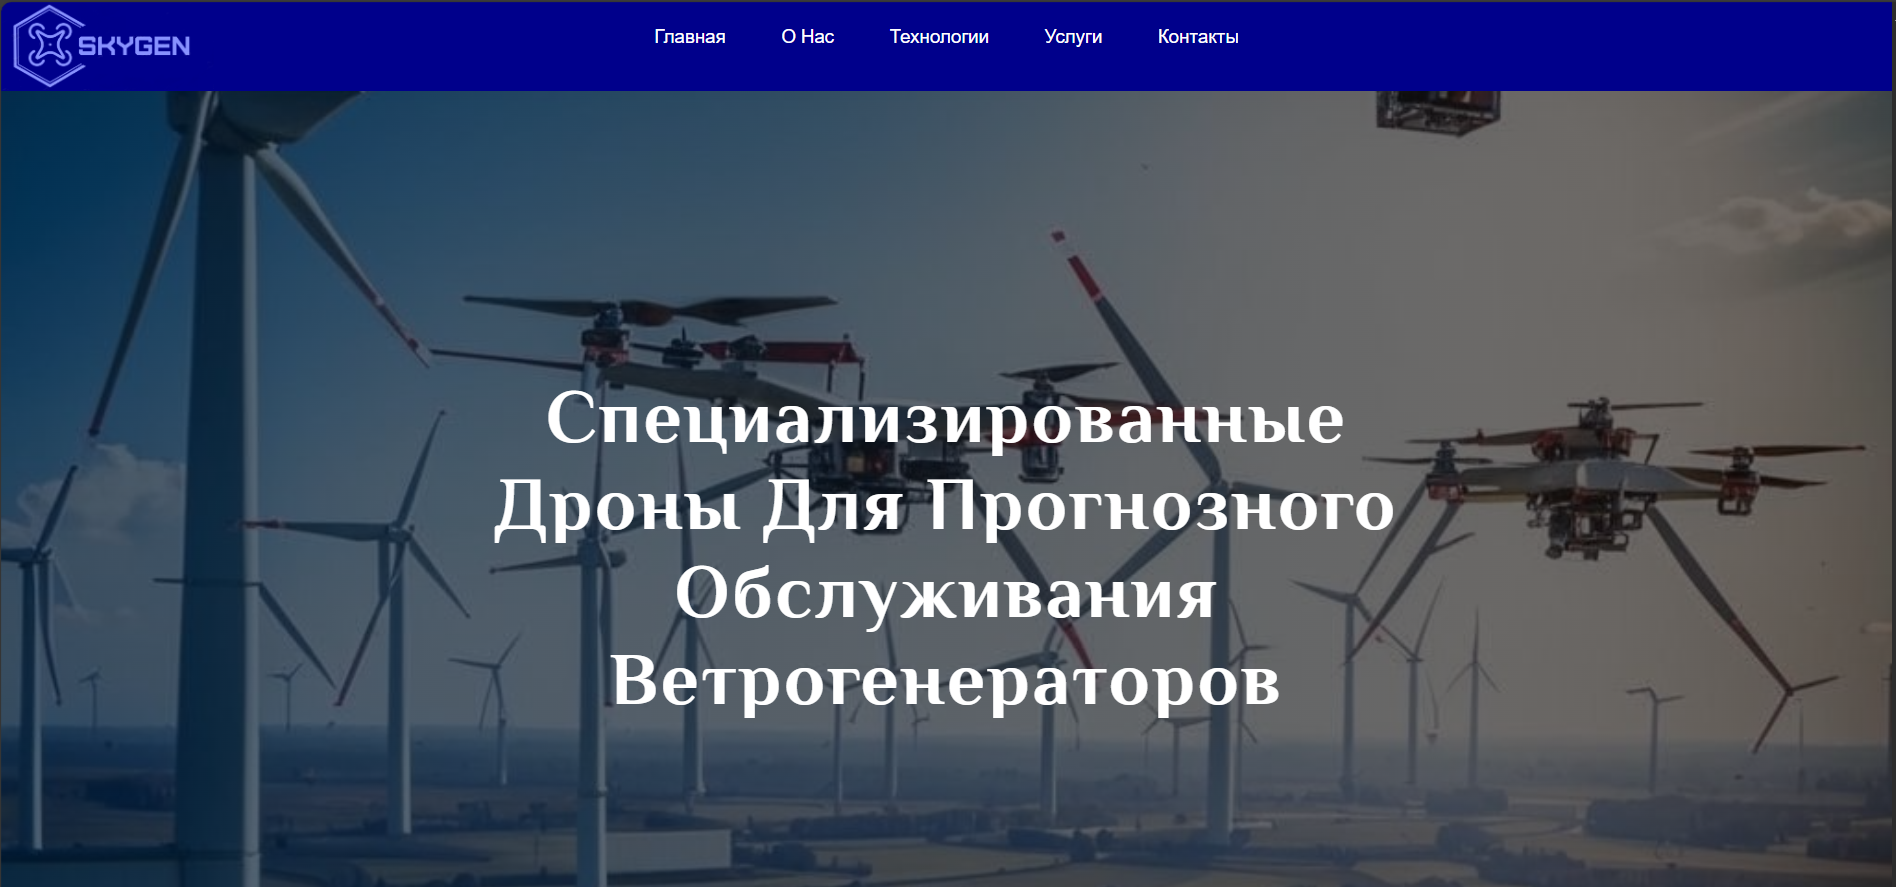 SKYGEN
Главная О Нас Технологии Услуги Контакты
Специализированные
Дроны Для Прогнозного
Обслуживания
Ветрогенераторов